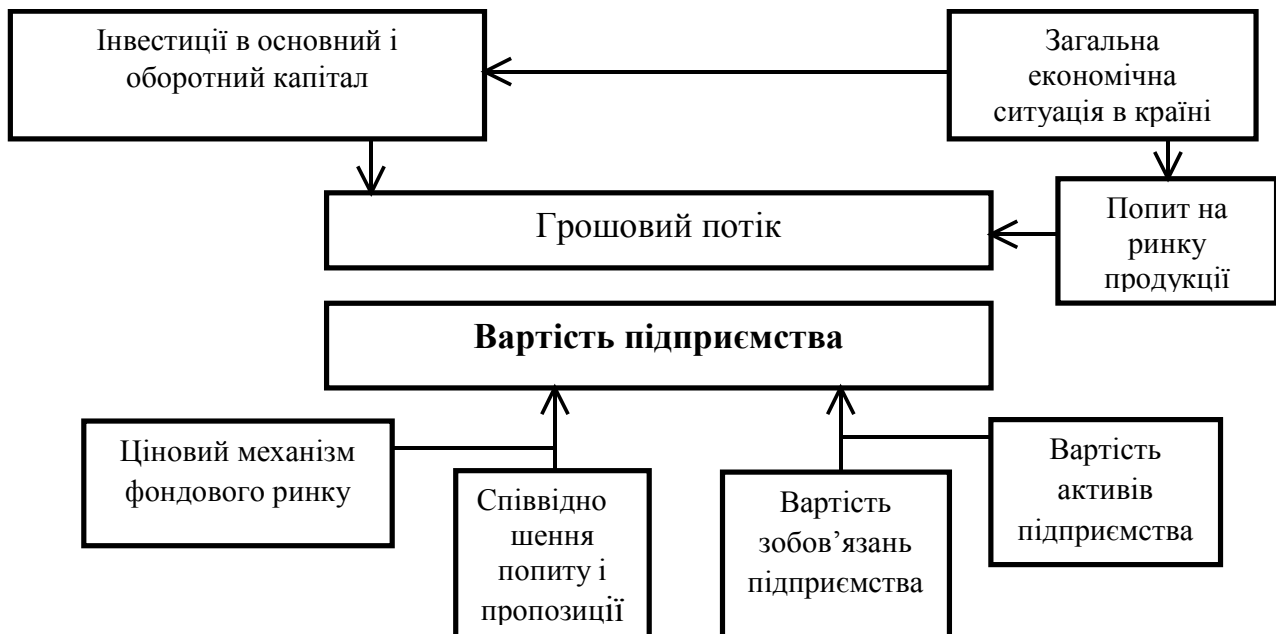 Інвестиції в основний і
оборотний капітал
Загальна
економічна
ситуація в країні
Грошовий потік
Попит на
ринку
продукції
Вартість підприємства
Ціновий механізм
фондового ринку
Співвідно
шення
попиту і
пропозиції
Вартість
зобов’язань
підприємства
Вартість
активів
підприємства